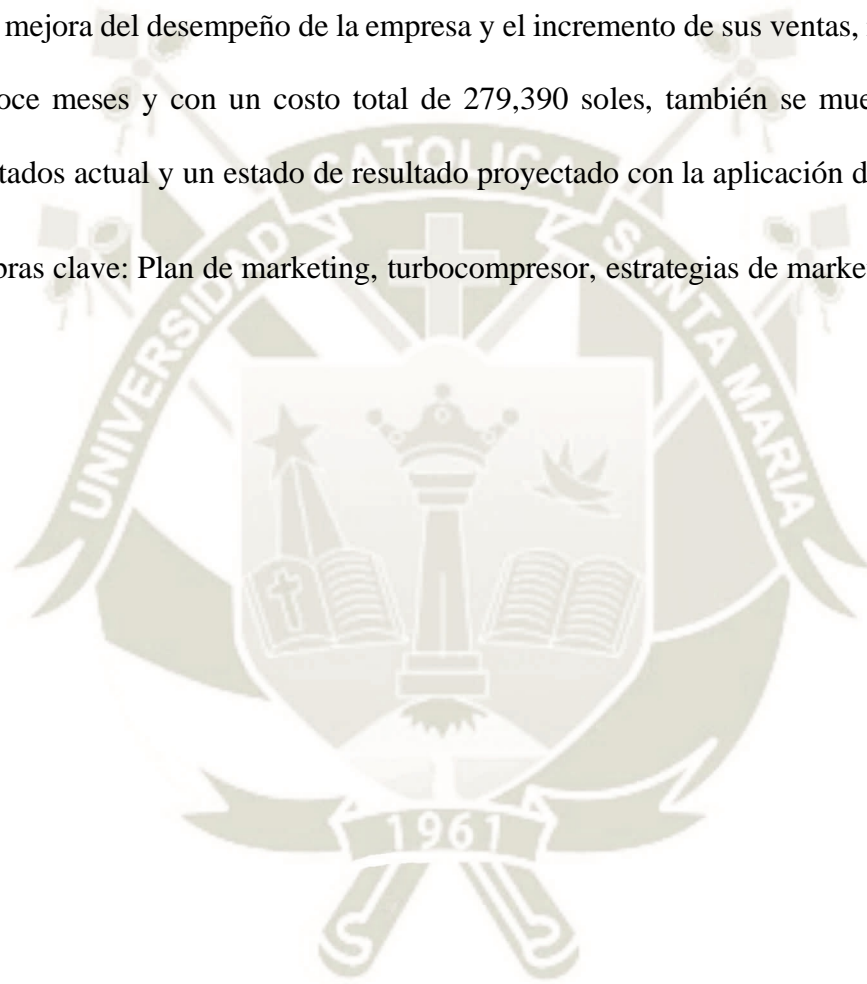 mejora del desempeño de la empresa y el incremento de sus ventas,
oce meses y con un costo total de 279,390 soles, también se mue
tados actual y un estado de resultado proyectado con la aplicación d
bras clave: Plan de marketing, turbocompresor, estrategias de marke
UNIVERSIDAD CATOLICA SANTA MARIA
1961